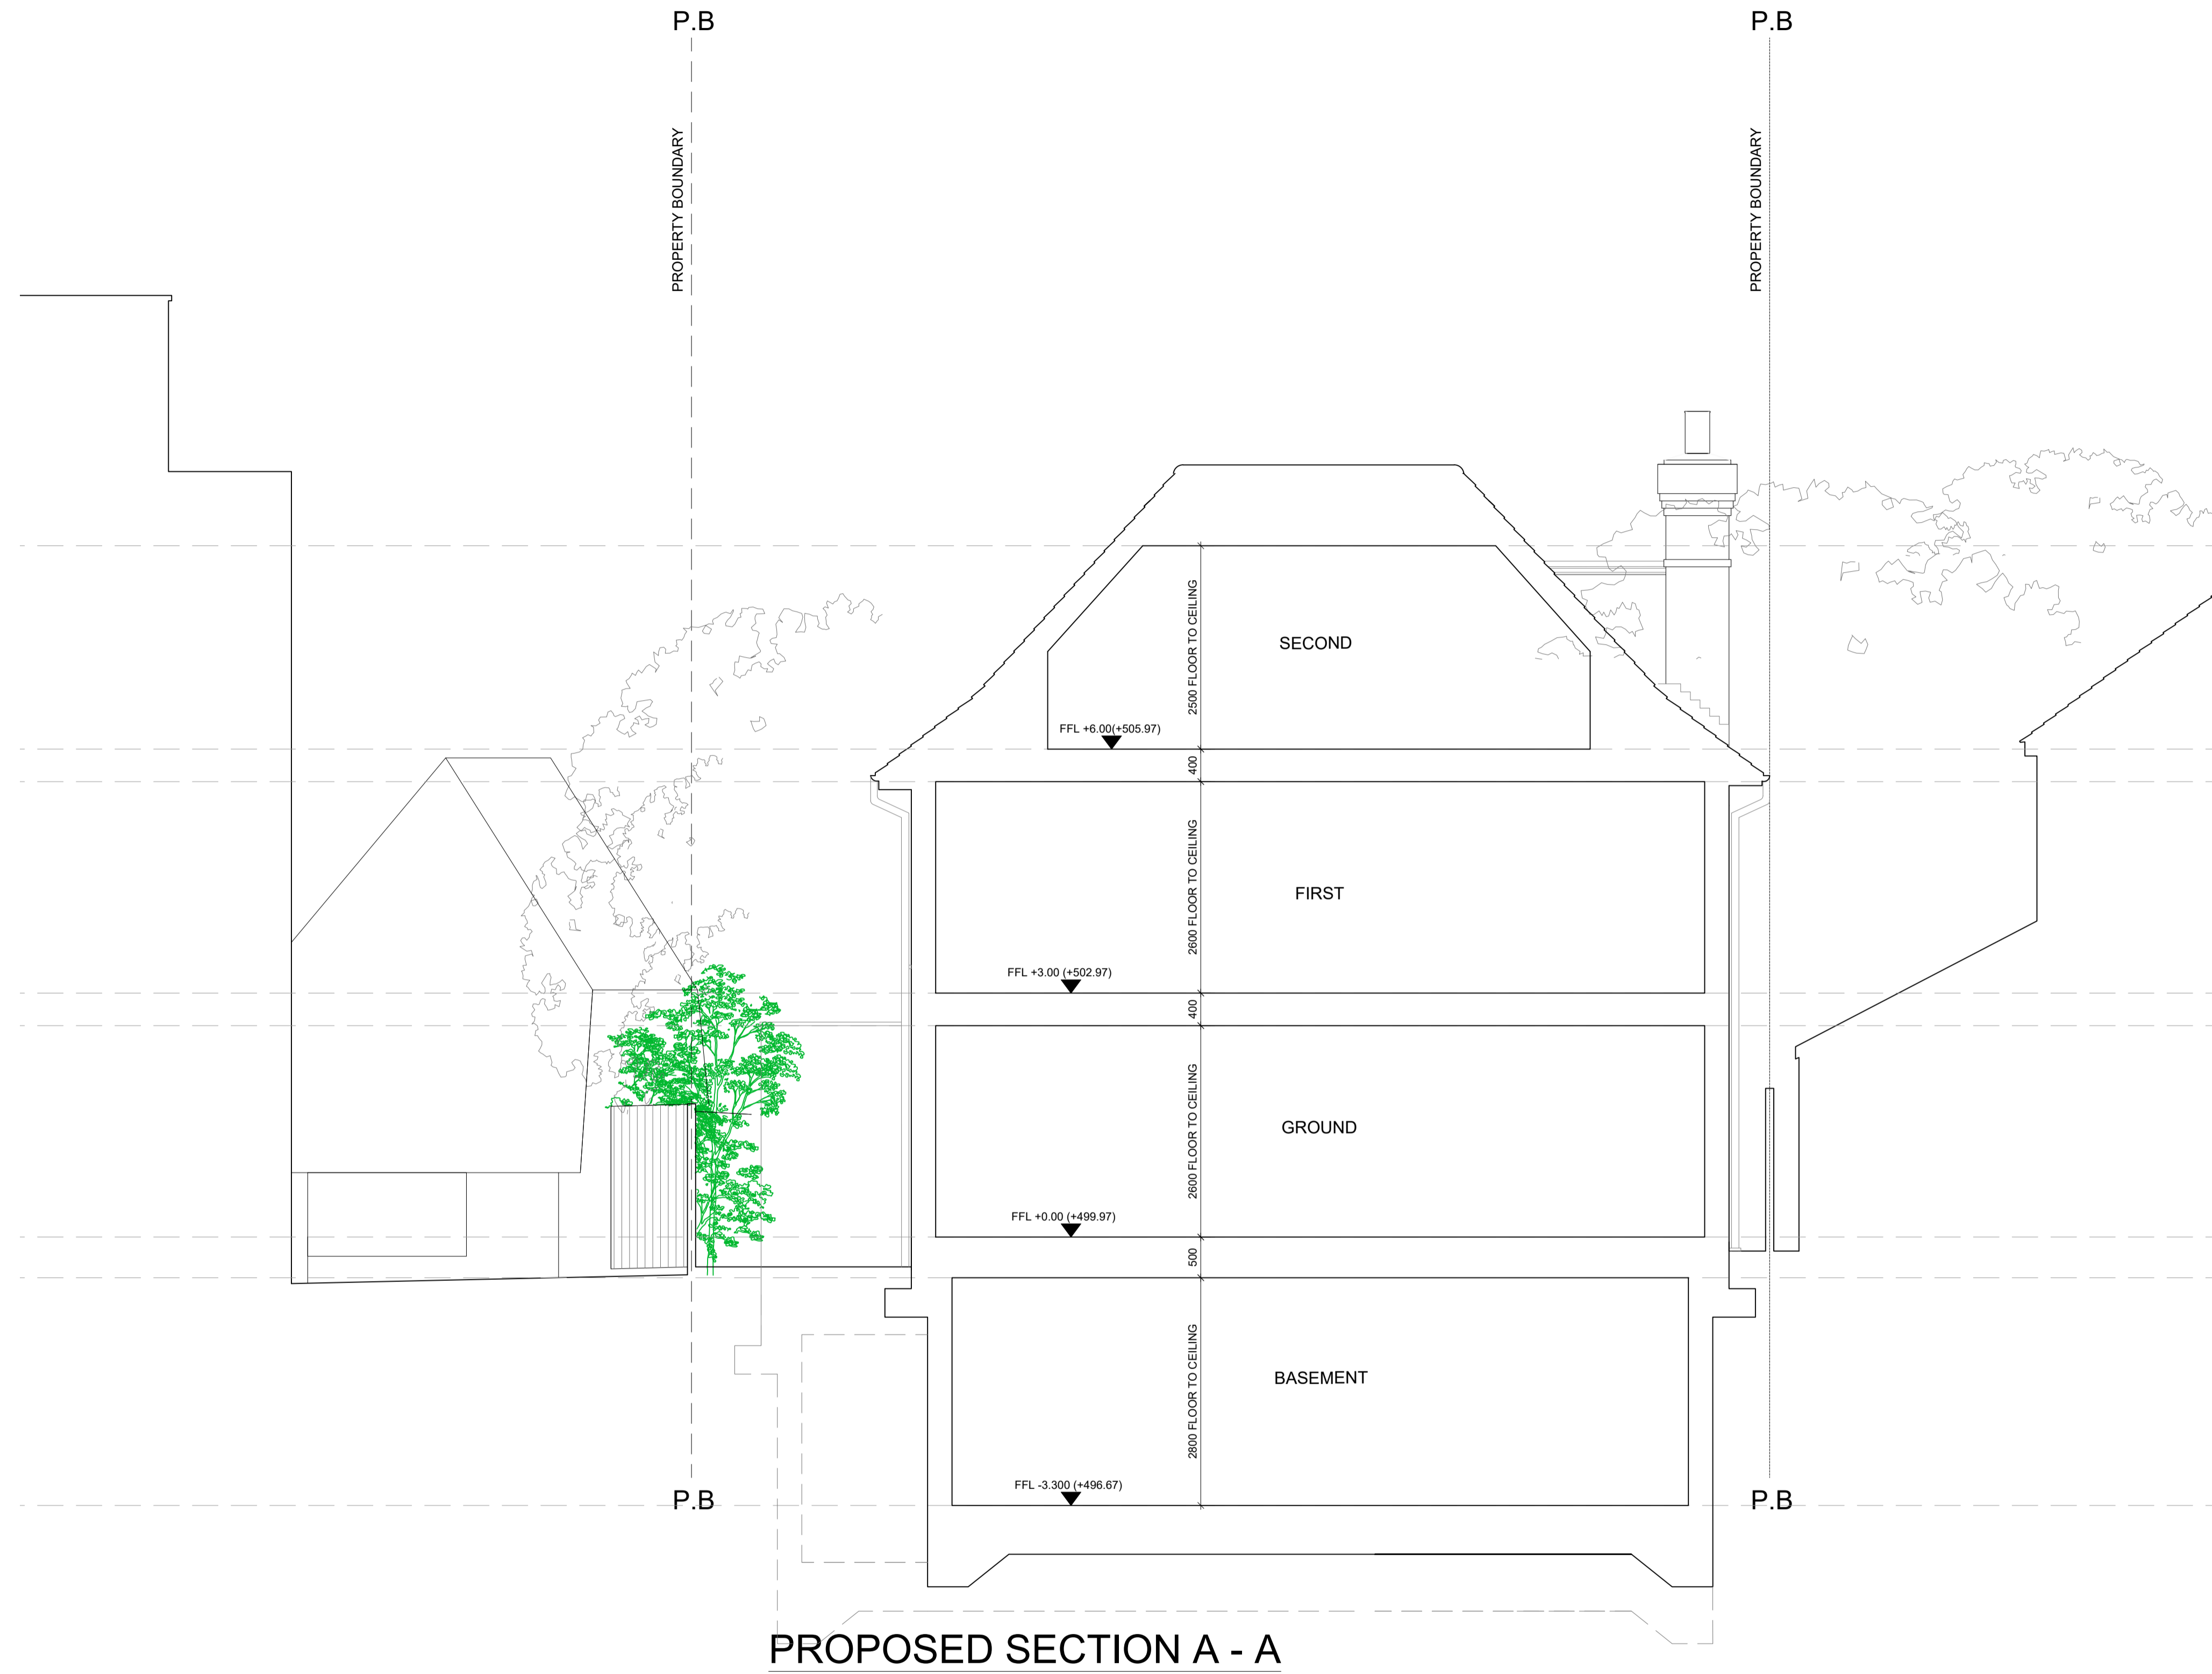 P.B
P.B
PROPERTY BOUNDARY
PROPERTY BOUNDARY
2500 FLOOR TO CEILING
SECOND
FFL +6.00(+505.97)
400
2600 FLOOR TO CEILING
FIRST
FFL +3.00 (+502.97)
400
2600 FLOOR TO CEILING
GROUND
FFL +0.00 (+499.97)
500
2800 FLOOR TO CEILING
BASEMENT
FFL -3.300 (+496.67)
P.B
P.B
PROPOSED SECTION A - A